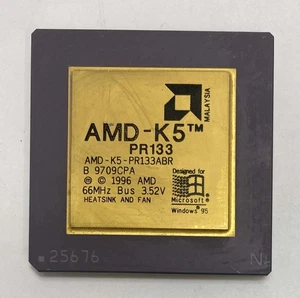 MALAYSIA
AMD-K5™
PR133
AMD-K5-PR133ABR
B 9709CPA
Ⓜ © 1996 AMD
66MHz Bus 3.52V
HEATSINK AND FAN
Designed for
Microsoft®
Windows 95
25676